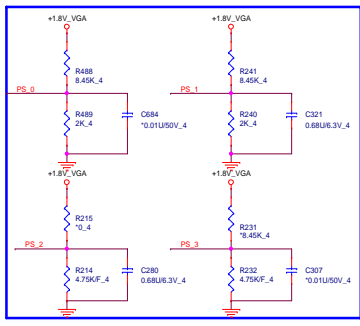 +1.8V_VGA
+1.8V_VGA
R488
8.45K_4
R241
8.45K_4
PS_0
PS_1
R489
2K_4
C684
*0.01U/50V_4
R240
2K_4
C321
0.68U/6.3V_4
+1.8V_VGA
+1.8V_VGA
R215
*0_4
R231
*8.45K_4
PS_2
PS_3
R214
4.75K/F_4
C280
0.68U/6.3V_4
R232
4.75K/F_4
C307
*0.01U/50V_4